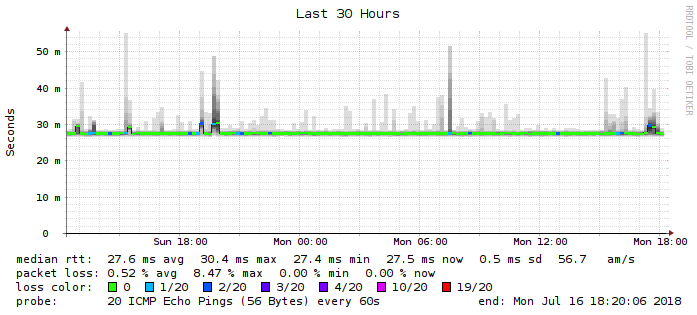 Last 30 Hours
RRDTOOL / TOBI OETIKER
Seconds
50 m
40 m
30 m
20 m
10 m
0
Sun 18:00 Mon 00:00 Mon 06:00 Mon 12:00 Mon 18:00
median rtt: 27.6 ms avg 30.4 ms max 27.4 ms min 27.5 ms now 0.5 ms sd 56.7 am/s
packet loss: 0.52 % avg 8.47 % max 0.00 % min 0.00 % now
loss color: 0 1/20 2/20 3/20 4/20 10/20 19/20
probe: 20 ICMP Echo Pings (56 Bytes) every 60s end: Mon Jul 16 18:20:06 2018